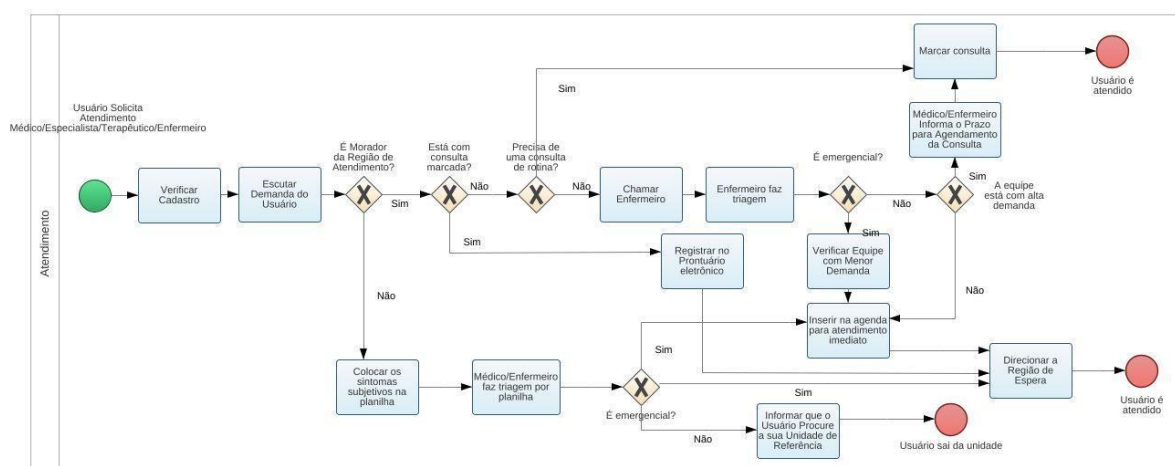 Atendimento
Usuário Solicita
Atendimento
Médico/Especialista/Terapêutico/Enfermeiro
Verificar
Cadastro
Escutar
Demanda do
Usuário
É Morador
da Região de
Atendimento?
Sim
Não
Está com
consulta
marcada?
Não
Sim
Precisa de
uma consulta
de rotina?
Sim
Não
Marcar consulta
Usuário é
atendido
Médico/Enfermeiro
Informa o Prazo
para Agendamento
da Consulta
Chamar
Enfermeiro
Enfermeiro faz
triagem
É emergencial?
Não
Sim
Sim
A equipe
está com alta
demanda
Não
Registrar no
Prontuário
eletrônico
Verificar Equipe
com Menor
Demanda
Inserir na agenda
para atendimento
imediato
Colocar os
sintomas
subjetivos na
planilha
Médico/Enfermeiro
faz triagem por
planilha
É emergencial?
Sim
Sim
Não
Direcionar a
Região de
Espera
Usuário é
atendido
Informar que o
Usuário Procure
a sua Unidade de
Referência
Usuário sai da unidade